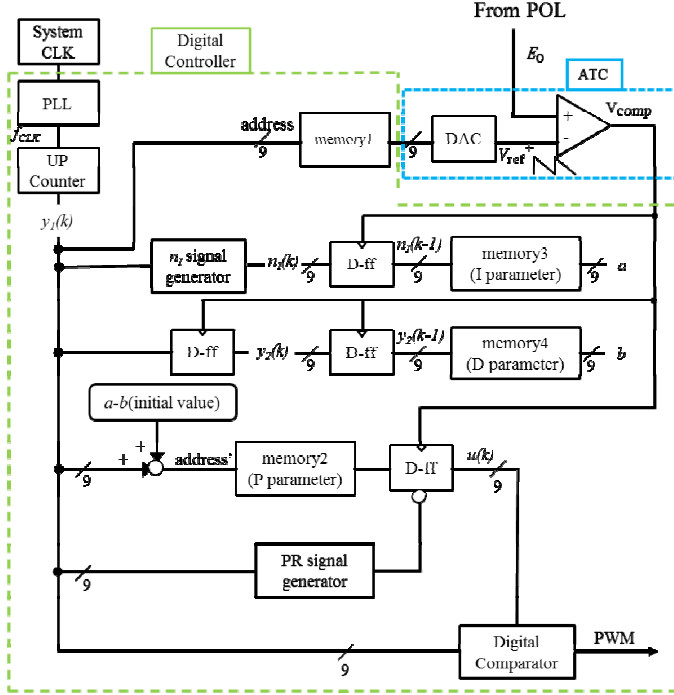 From POL
System
CLK
Digital
Controller
E₀
ATC
PLL
Vcomp
f_CLK
address
memory1
DAC
+
-
UP
Counter
9
9
Vref
+
y₁(k)
n₁ signal
generator
n₁(k)
9
D-ff
n₁(k-1)
9
memory3
(I parameter)
9
a
D-ff
y₂(k)
9
D-ff
y₂(k-1)
9
memory4
(D parameter)
9
b
a-b(initial value)
+
+
address'
memory2
(P parameter)
D-ff
u(k)
9
9
PR signal
generator
9
Digital
Comparator
PWM
9